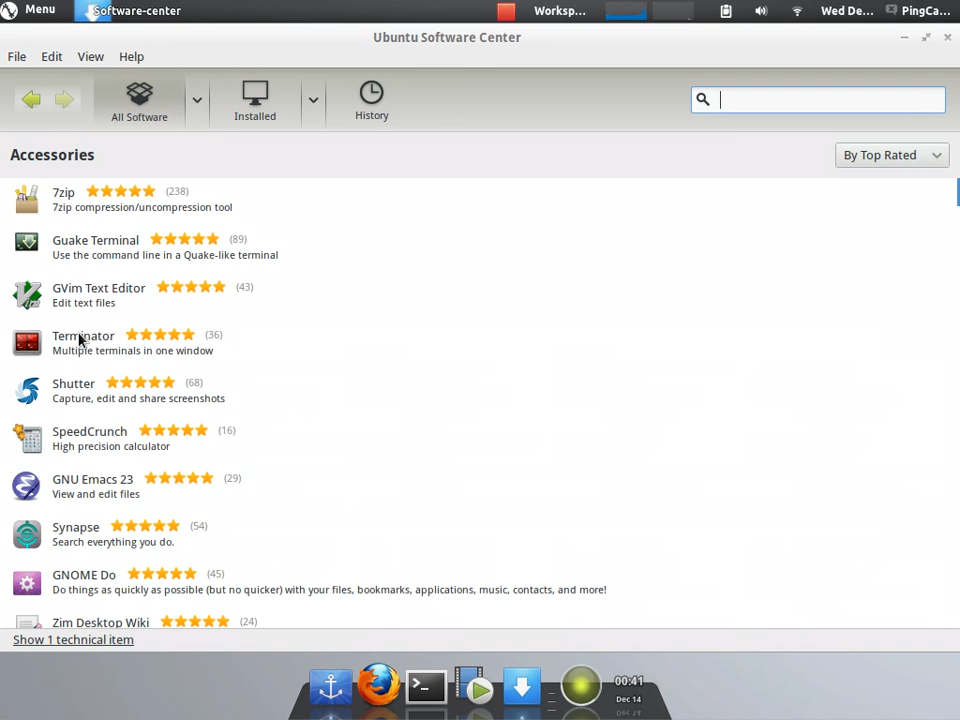 Menu Software-center Worksp... Wed De... PingCa...
Ubuntu Software Center
File Edit View Help
All Software Installed History
Accessories By Top Rated
7zip (238)
7zip compression/uncompression tool
Guake Terminal (89)
Use the command line in a Quake-like terminal
GVim Text Editor (43)
Edit text files
Terminator (36)
Multiple terminals in one window
Shutter (68)
Capture, edit and share screenshots
SpeedCrunch (16)
High precision calculator
GNU Emacs 23 (29)
View and edit files
Synapse (54)
Search everything you do.
GNOME Do (45)
Do things as quickly as possible (but no quicker) with your files, bookmarks, applications, music, contacts, and more!
Zim Desktop Wiki (24)
Show 1 technical item
00:41
Dec 14